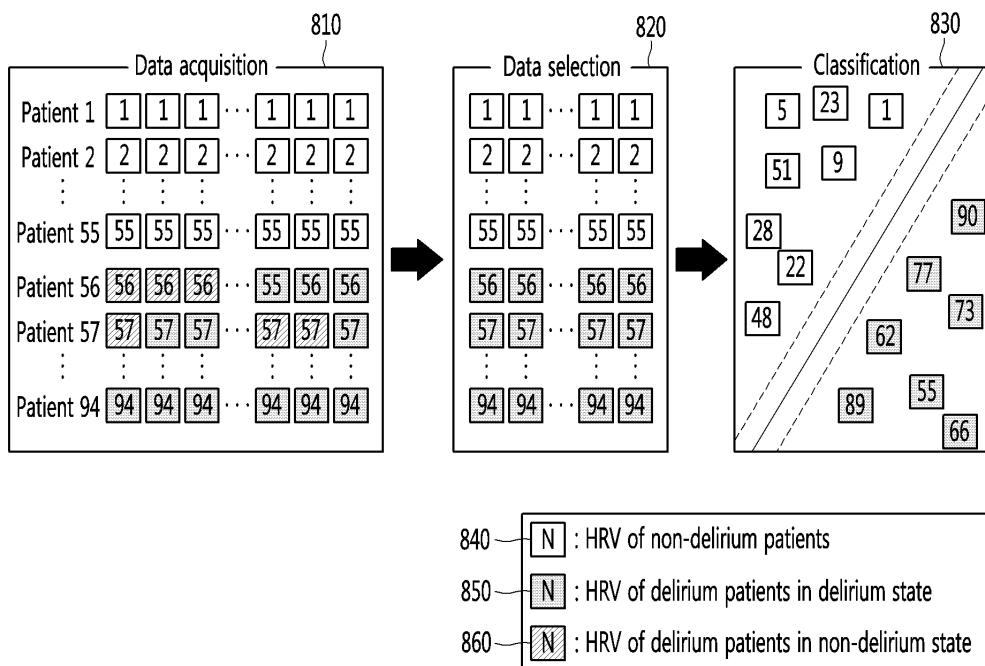 810
820
830
Data acquisition
Data selection
Classification
Patient 1 1 1 1 ··· 1 1 1
Patient 2 2 2 2 ··· 2 2 2
Patient 55 55 55 55 ··· 55 55 55
Patient 56 56 56 56 ··· 55 56 56
Patient 57 57 57 57 ··· 57 57 57
Patient 94 94 94 94 ··· 94 94 94
1 1 ··· 1 1
2 2 ··· 2 2
55 55 ··· 55 55
56 56 ··· 56 56
57 57 ··· 57 57
94 94 ··· 94 94
5 23 1
51 9
28
22
48
90
77
73
62
89 55
66
840 N : HRV of non-delirium patients
850 N : HRV of delirium patients in delirium state
860 N : HRV of delirium patients in non-delirium state